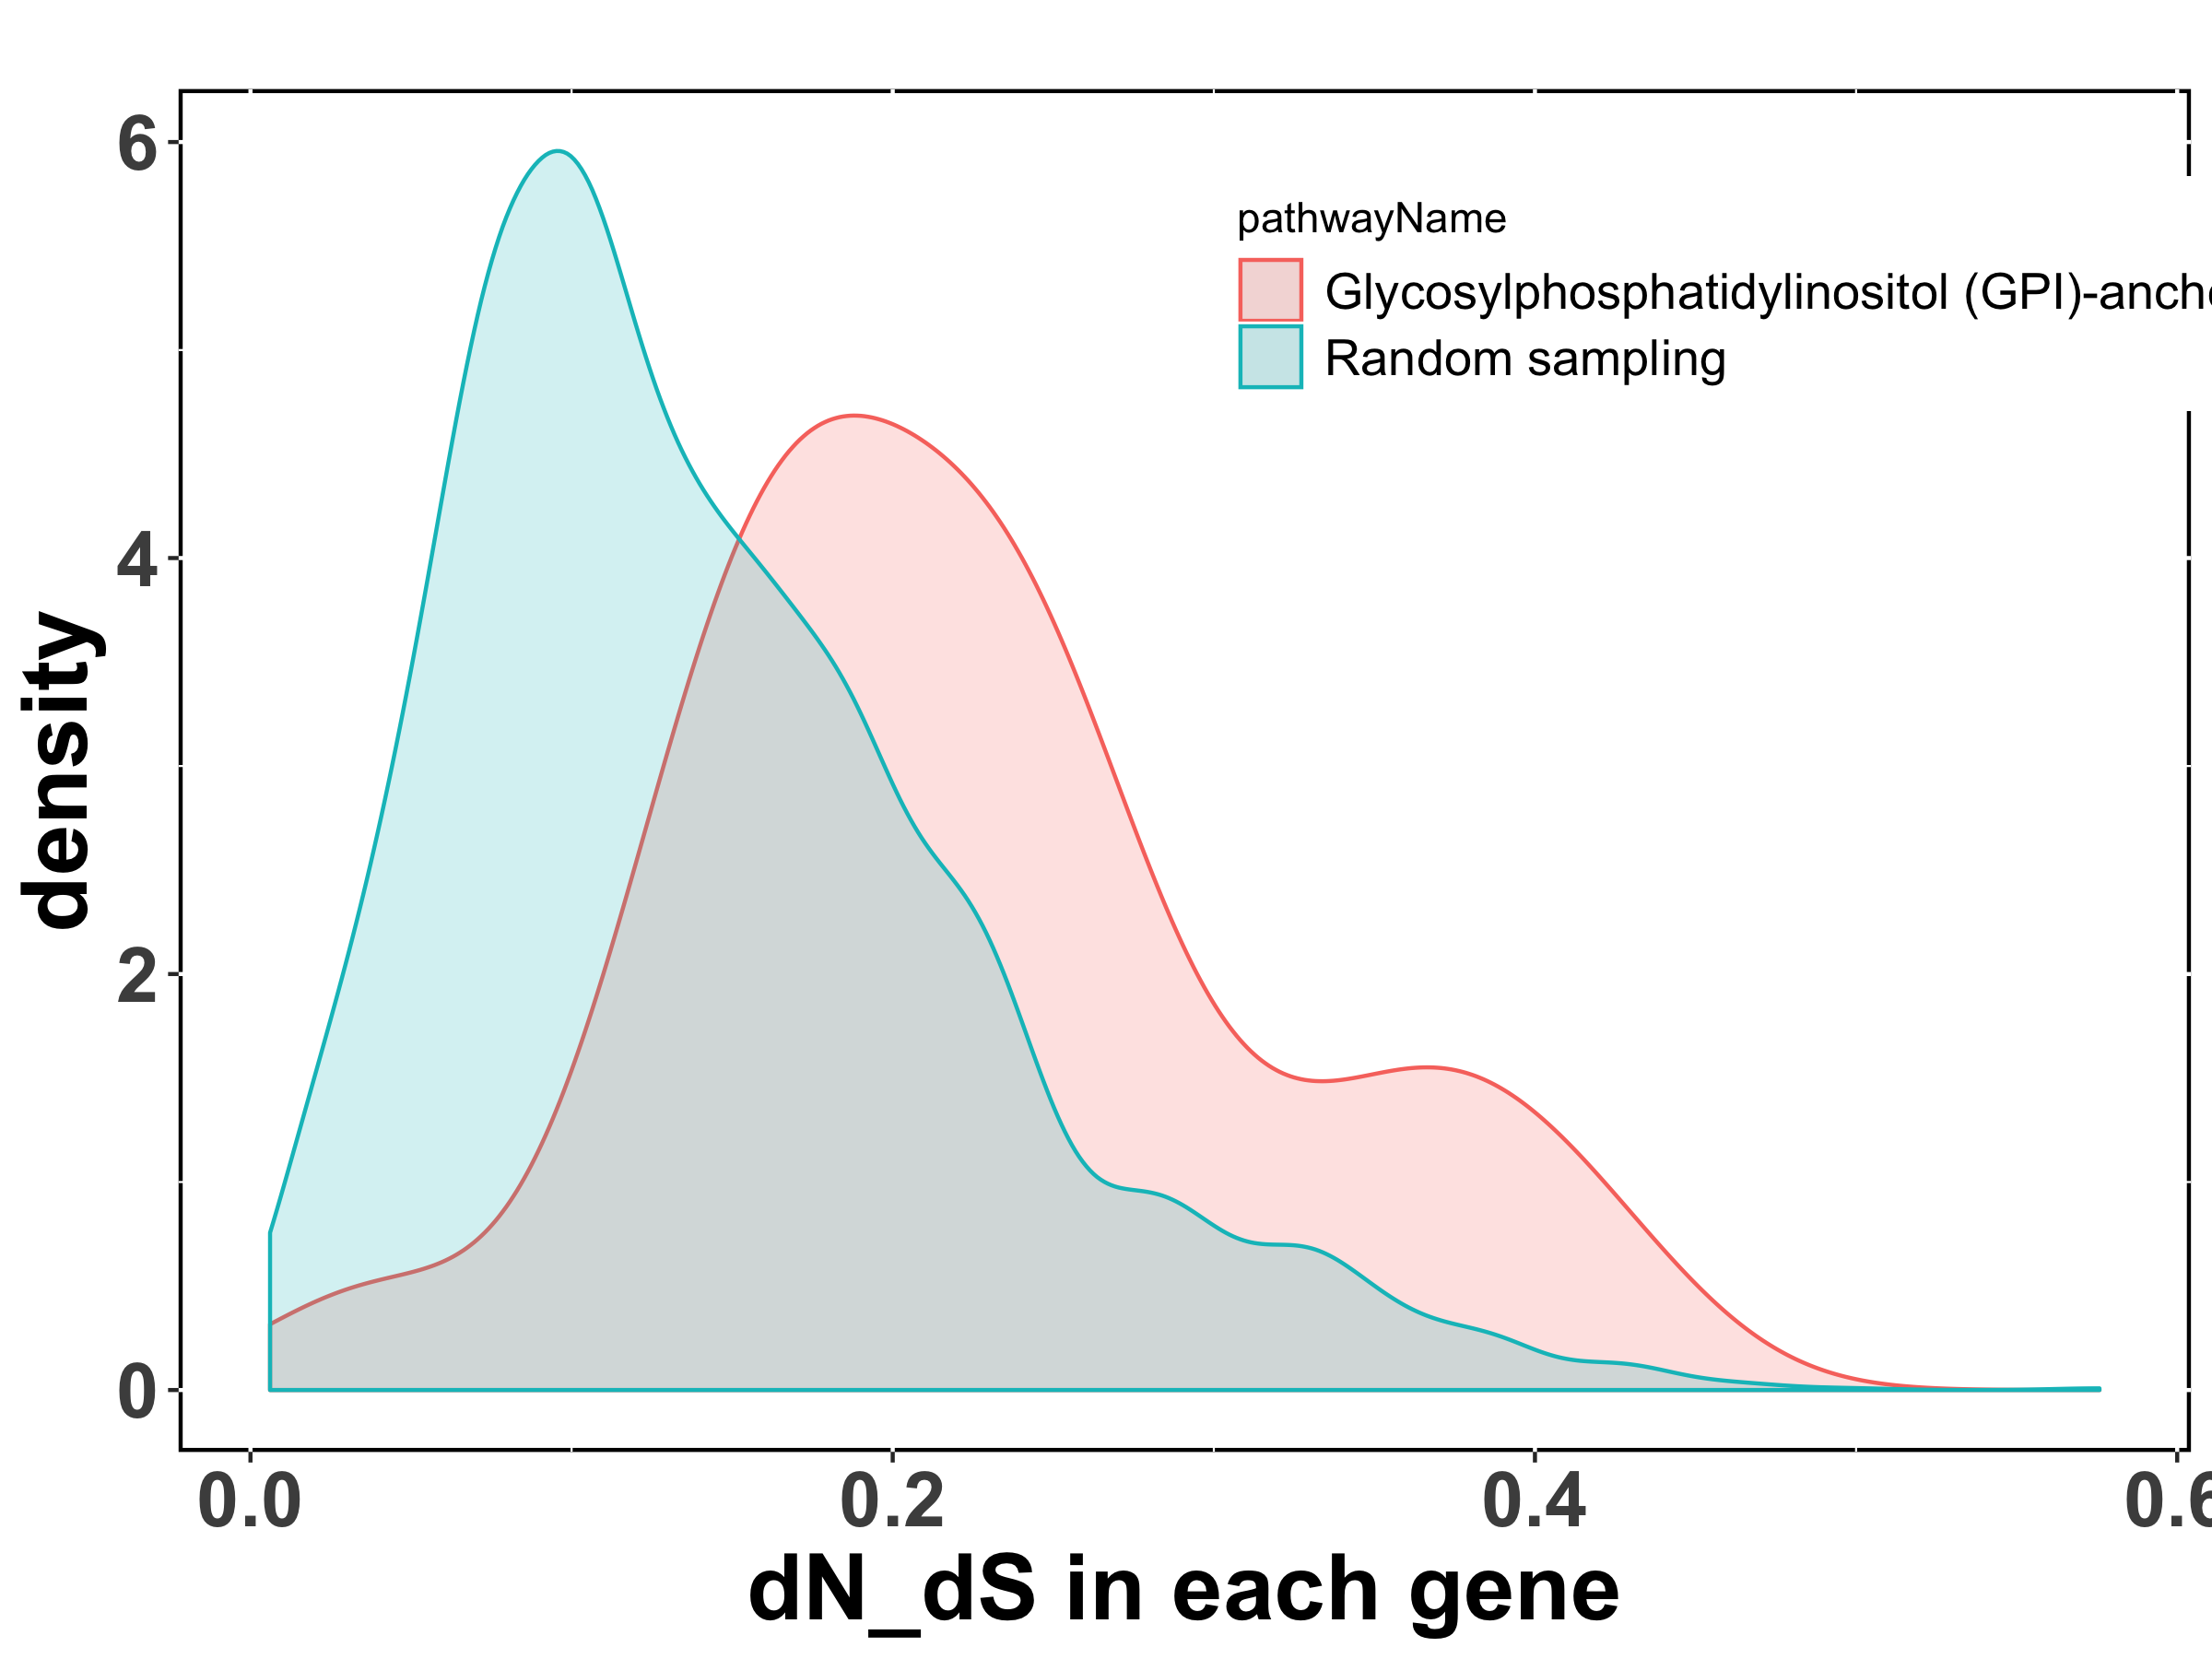 6
4
2
0
density
pathwayName
Glycosylphosphatidylinositol (GPI)-anch
Random sampling
0.0 0.2 0.4 0.6
dN_dS in each gene